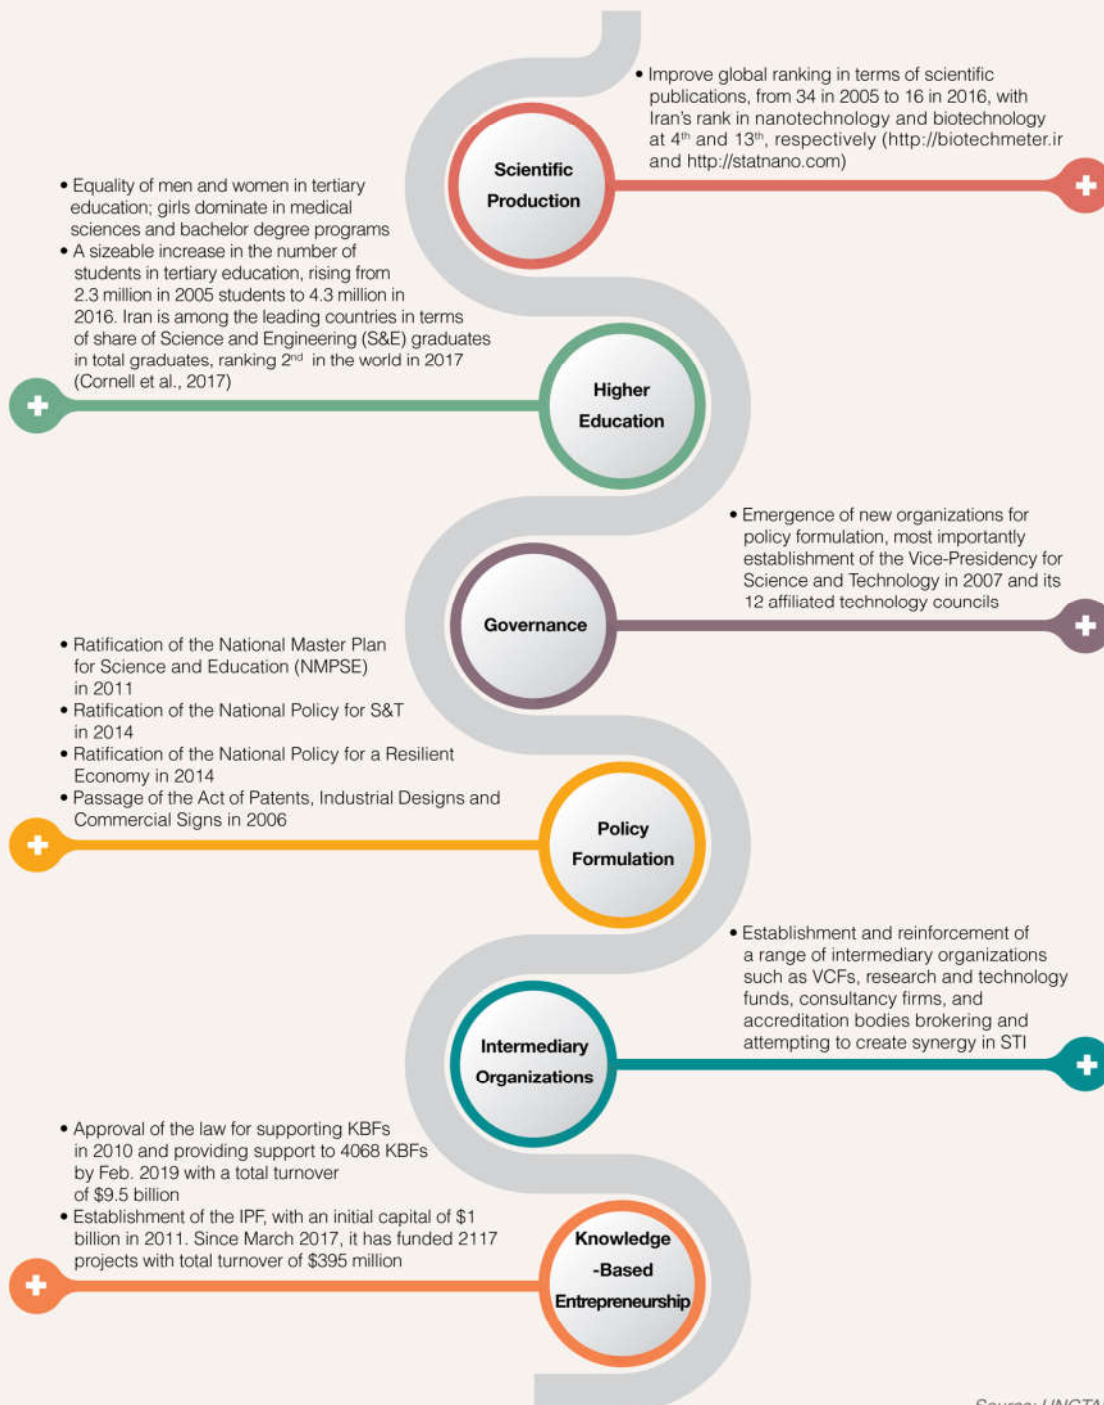 • Improve global ranking in terms of scientific
publications, from 34 in 2005 to 16 in 2016, with
Iran's rank in nanotechnology and biotechnology
at 4th and 13th, respectively (http://biotechmeter.ir
and http://statnano.com)
Scientific
Production
• Equality of men and women in tertiary
education; girls dominate in medical
sciences and bachelor degree programs
• A sizeable increase in the number of
students in tertiary education, rising from
2.3 million in 2005 students to 4.3 million in
2016. Iran is among the leading countries in terms
of share of Science and Engineering (S&E) graduates
in total graduates, ranking 2nd in the world in 2017
(Cornell et al., 2017)
Higher
Education
• Emergence of new organizations for
policy formulation, most importantly
establishment of the Vice-Presidency for
Science and Technology in 2007 and its
12 affiliated technology councils
Governance
• Ratification of the National Master Plan
for Science and Education (NMPSE)
in 2011
• Ratification of the National Policy for S&T
in 2014
• Ratification of the National Policy for a Resilient
Economy in 2014
• Passage of the Act of Patents, Industrial Designs and
Commercial Signs in 2006
Policy
Formulation
• Establishment and reinforcement of
a range of intermediary organizations
such as VCFs, research and technology
funds, consultancy firms, and
accreditation bodies brokering and
attempting to create synergy in STI
Intermediary
Organizations
• Approval of the law for supporting KBFs
in 2010 and providing support to 4068 KBFs
by Feb. 2019 with a total turnover
of $9.5 billion
• Establishment of the IPF, with an initial capital of $1
billion in 2011. Since March 2017, it has funded 2117
projects with total turnover of $395 million
Knowledge
-Based
Entrepreneurship